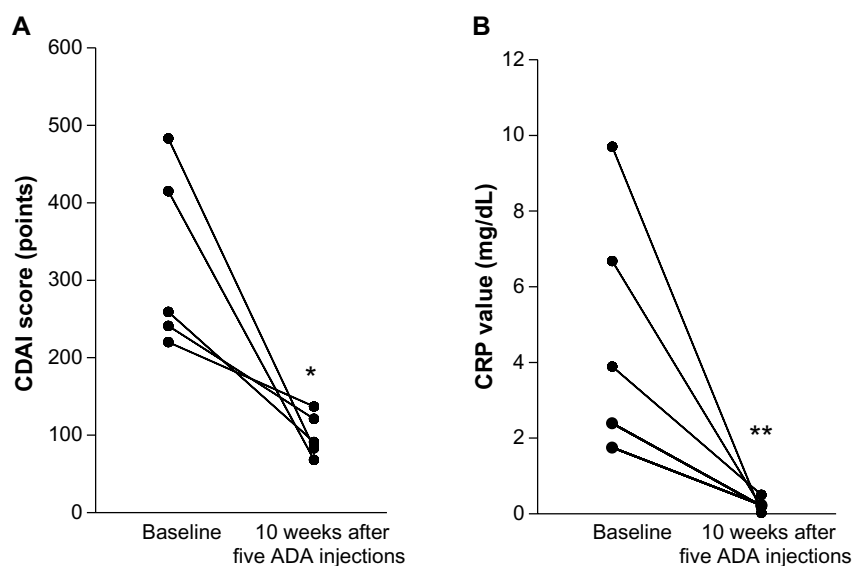 A
CDAI score (points)
600
500
400
300
200
100
0
*
Baseline
10 weeks after
five ADA injections
B
CRP value (mg/dL)
12
10
8
6
4
2
0
**
Baseline
10 weeks after
five ADA injections